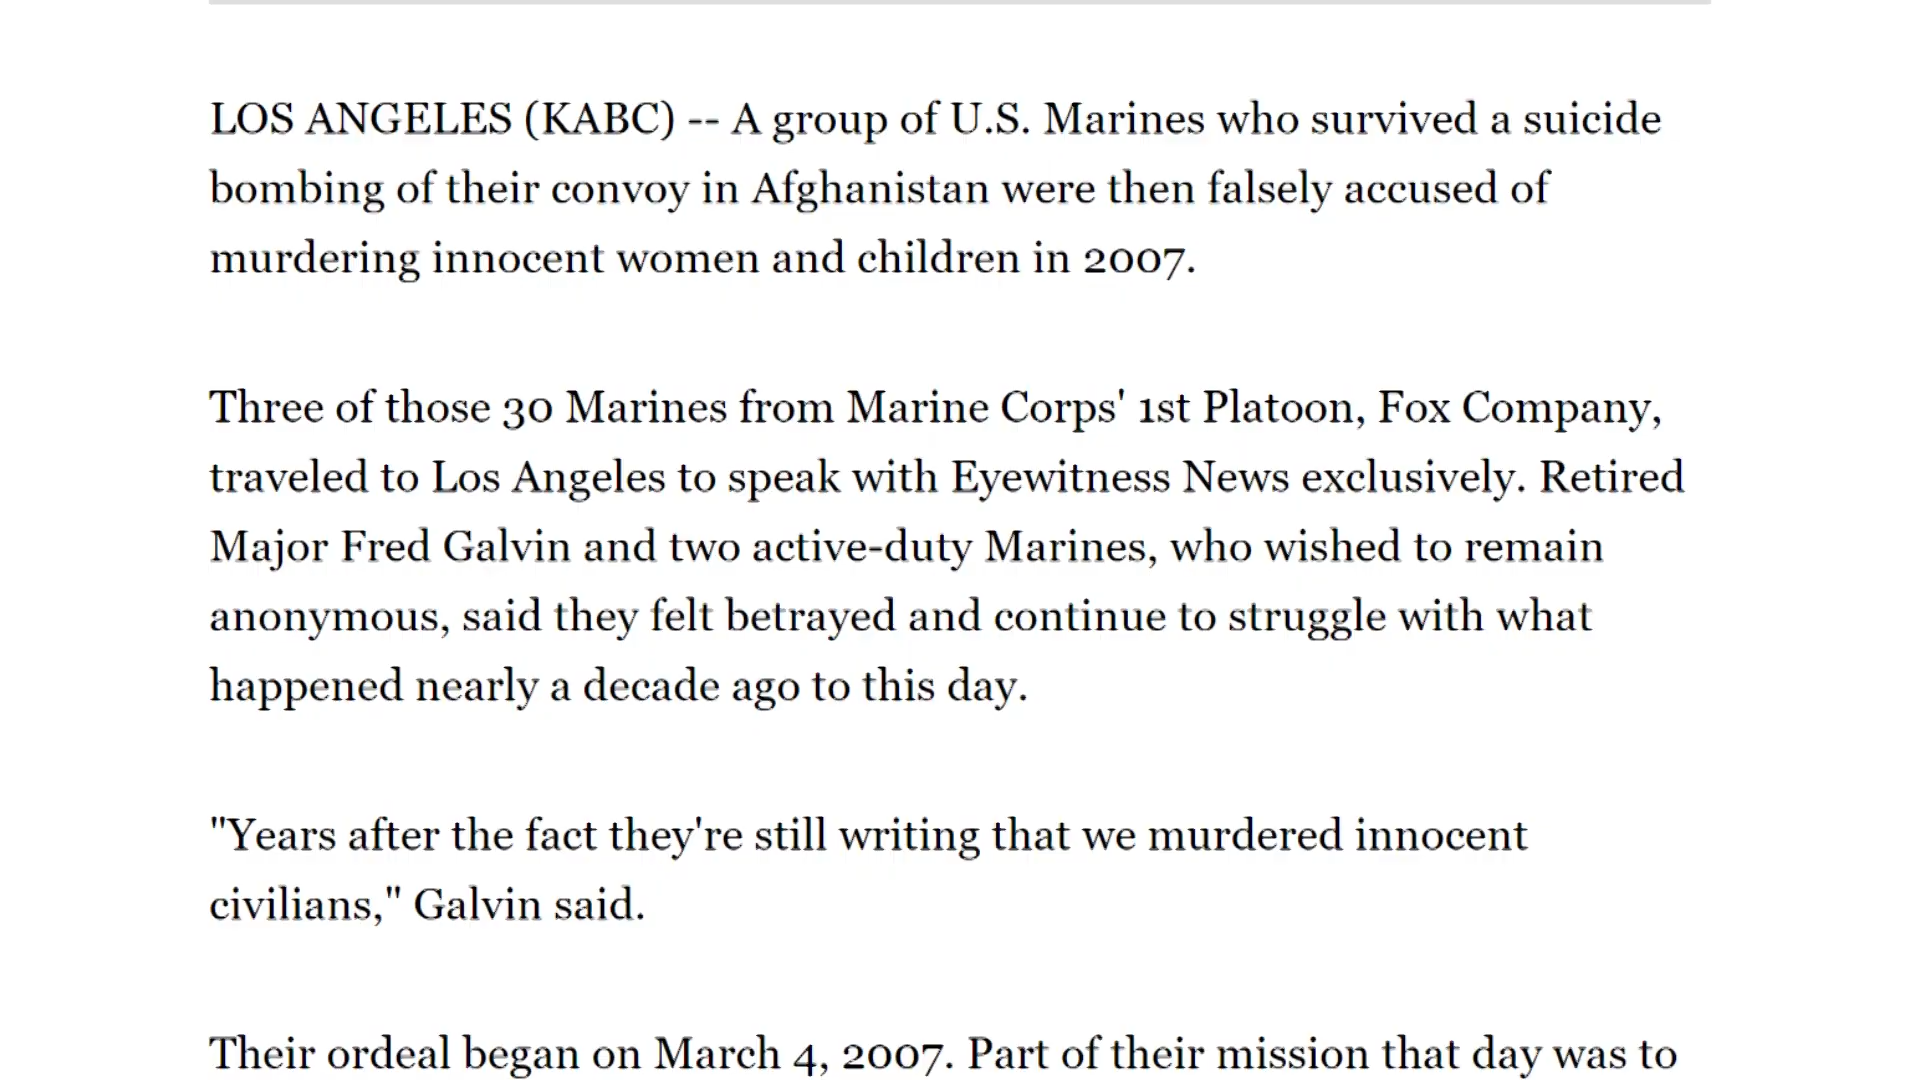 LOS ANGELES (KABC) -- A group of U.S. Marines who survived a suicide
bombing of their convoy in Afghanistan were then falsely accused of
murdering innocent women and children in 2007.
Three of those 30 Marines from Marine Corps' 1st Platoon, Fox Company,
traveled to Los Angeles to speak with Eyewitness News exclusively. Retired
Major Fred Galvin and two active-duty Marines, who wished to remain
anonymous, said they felt betrayed and continue to struggle with what
happened nearly a decade ago to this day.
"Years after the fact they're still writing that we murdered innocent
civilians," Galvin said.
Their ordeal began on March 4, 2007. Part of their mission that day was to